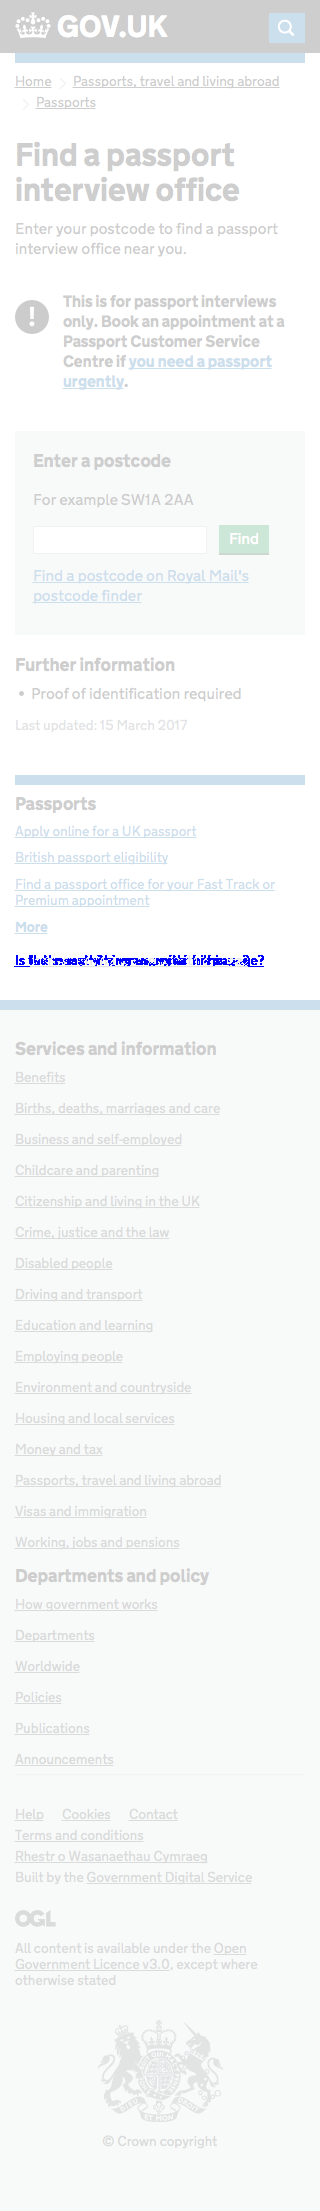 GOV.UK
Home > Passports, travel and living abroad
> Passports
Find a passport
interview office
Enter your postcode to find a passport
interview office near you.
This is for passport interviews
only. Book an appointment at a
Passport Customer Service
Centre if you need a passport
urgently.
Enter a postcode
For example SW1A 2AA
Find
Find a postcode on Royal Mail's
postcode finder
Further information
• Proof of identification required
Last updated: 15 March 2017
Passports
Apply online for a UK passport
British passport eligibility
Find a passport office for your Fast Track or
Premium appointment
More
Is
Services and information
Benefits
Births, deaths, marriages and care
Business and self-employed
Childcare and parenting
Citizenship and living in the UK
Crime, justice and the law
Disabled people
Driving and transport
Education and learning
Employing people
Environment and countryside
Housing and local services
Money and tax
Passports, travel and living abroad
Visas and immigration
Working, jobs and pensions
Departments and policy
How government works
Departments
Worldwide
Policies
Publications
Announcements
Help Cookies Contact
Terms and conditions
Rhestr o Wasanaethau Cymraeg
Built by the Government Digital Service
OGL
All content is available under the Open
Government Licence v3.0, except where
otherwise stated
© Crown copyright